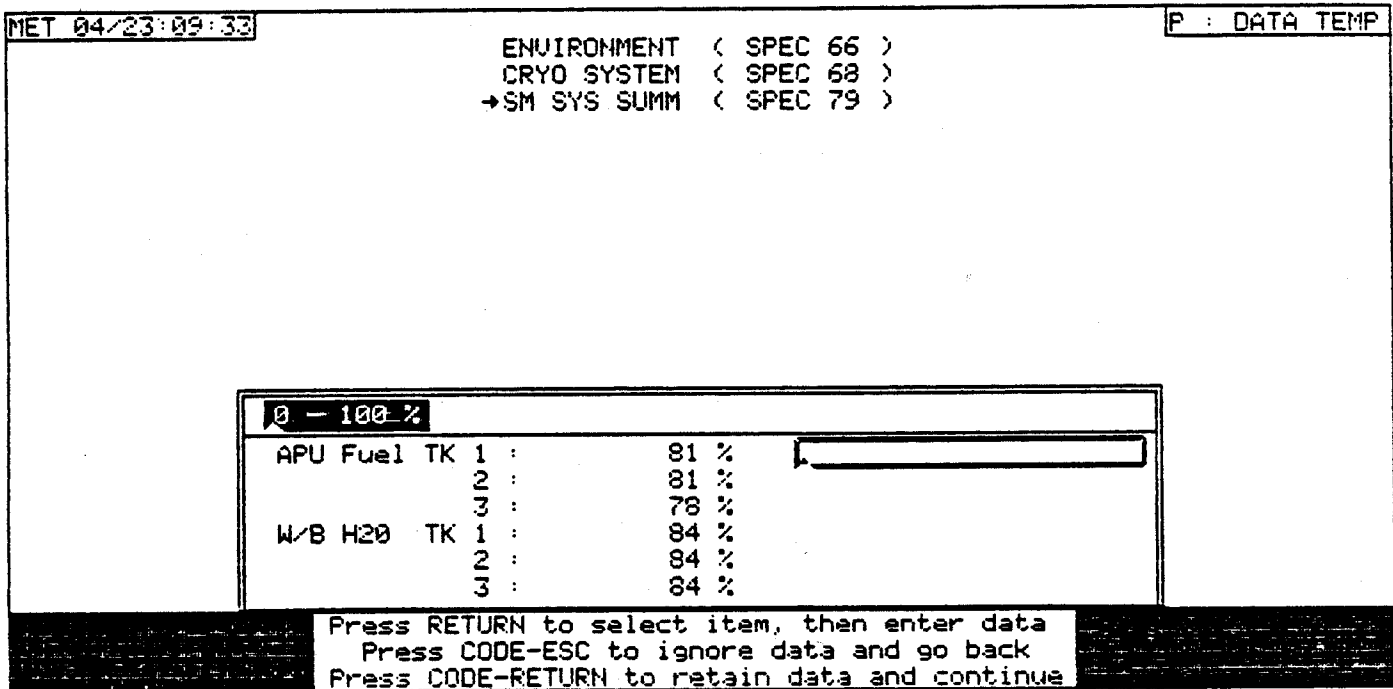 MET 04/23:09:33
P : DATA TEMP
ENVIRONMENT ( SPEC 66 )
CRYO SYSTEM ( SPEC 68 )
→SM SYS SUMM ( SPEC 79 )
0 — 100 %
APU Fuel TK 1 : 81 %
2 : 81 %
3 : 78 %
W/B H20 TK 1 : 84 %
2 : 84 %
3 : 84 %
Press RETURN to select item, then enter data
Press CODE-ESC to ignore data and go back
Press CODE-RETURN to retain data and continue